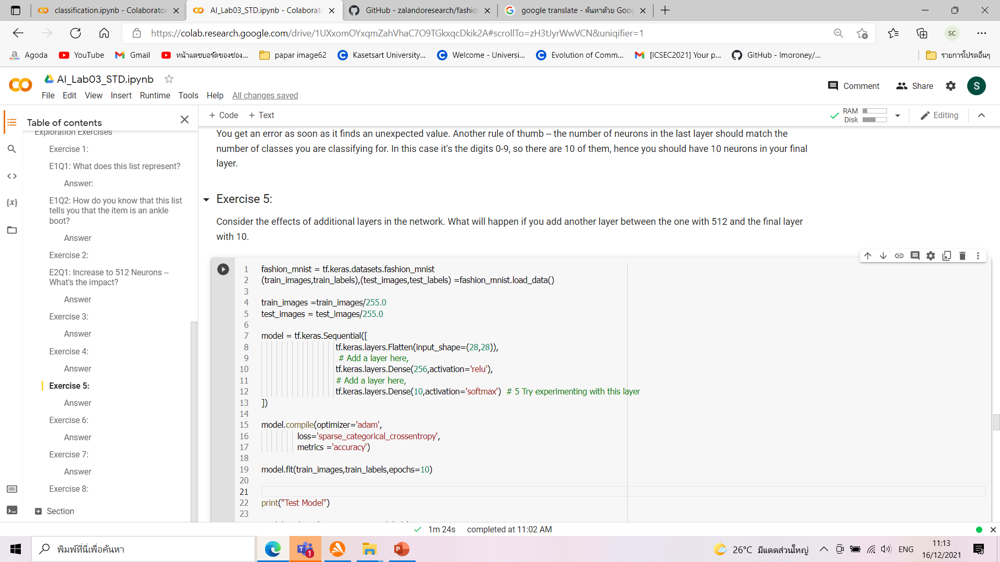 classification.ipynb - Colaborator
AI_Lab03_STD.ipynb - Colaborato
GitHub - zalandoresearch/fashio
google translate - ค้นหาด้วย Goog
https://colab.research.google.com/drive/1UXxomOYxqmZahVhaC7O9TGkxqcDkik2A#scrollTo=zH3tJyrWwVCN&uniqifier=1
SC
Agoda
YouTube
Gmail
หน้าแดชบอร์ดของช่อง...
papar image62
Kasetsart University...
Welcome - Universi...
Evolution of Comm...
[ICSEC2021] Your p...
GitHub - lmoroney/...
รายการโปรดอื่นๆ
AI_Lab03_STD.ipynb
Comment
Share
S
File Edit View Insert Runtime Tools Help All changes saved
Table of contents
+ Code + Text
RAM
Disk
Editing
Exploration Exercises
Exercise 1:
E1Q1: What does this list represent?
Answer:
E1Q2: How do you know that this list
tells you that the item is an ankle
boot?
Answer
Exercise 2:
E2Q1: Increase to 512 Neurons --
What's the impact?
Answer
Exercise 3:
Answer
Exercise 4:
Answer
Exercise 5:
Answer
Exercise 6:
Answer
Exercise 7:
Answer
Exercise 8:
Section
{x}
You get an error as soon as it finds an unexpected value. Another rule of thumb -- the number of neurons in the last layer should match the
number of classes you are classifying for. In this case it's the digits 0-9, so there are 10 of them, hence you should have 10 neurons in your final
layer.
Exercise 5:
Consider the effects of additional layers in the network. What will happen if you add another layer between the one with 512 and the final layer
with 10.
1 fashion_mnist = tf.keras.datasets.fashion_mnist
2 (train_images,train_labels),(test_images,test_labels) =fashion_mnist.load_data()
3
4 train_images =train_images/255.0
5 test_images = test_images/255.0
6
7 model = tf.keras.Sequential([
8 tf.keras.layers.Flatten(input_shape=(28,28)),
9 # Add a layer here,
10 tf.keras.layers.Dense(256,activation='relu'),
11 # Add a layer here,
12 tf.keras.layers.Dense(10,activation='softmax') # 5 Try experimenting with this layer
13 ])
14
15 model.compile(optimizer='adam',
16 loss='sparse_categorical_crossentropy',
17 metrics ='accuracy')
18
19 model.fit(train_images,train_labels,epochs=10)
20
21
22 print("Test Model")
23
1m 24s completed at 11:02 AM
พิมพ์ที่นี่เพื่อค้นหา
1
26°C มีแดดส่วนใหญ่
ENG
11:13
16/12/2021